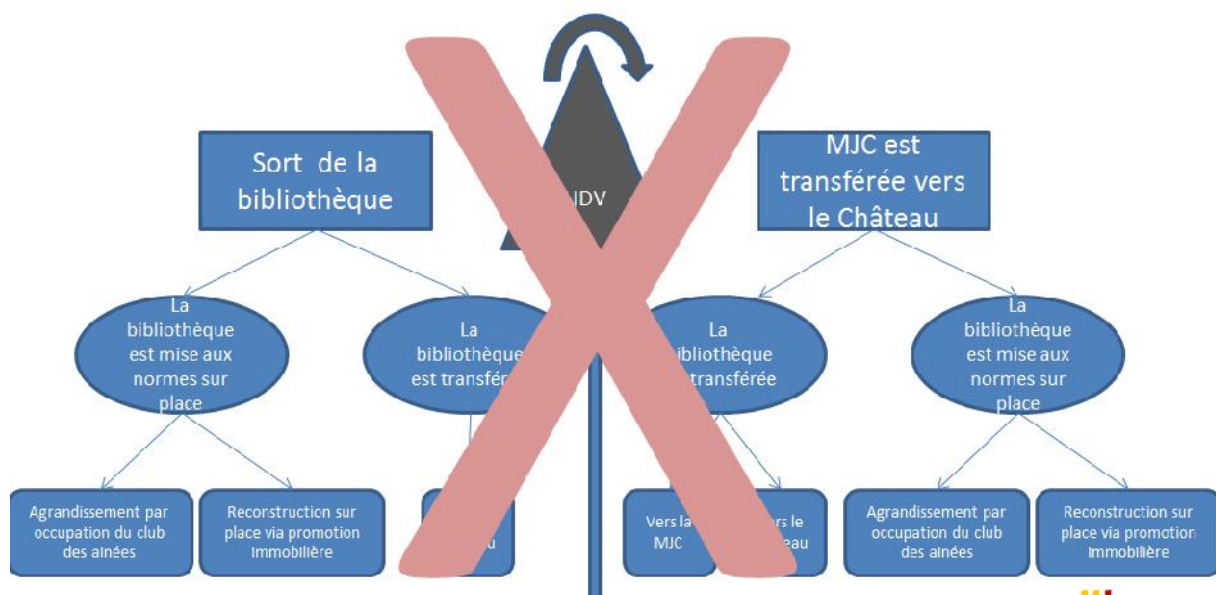 Sort de la
bibliothèque
MJC est
transférée vers
le Château
La
bibliothèque
est mise aux
normes sur
place
La
bibliothèque
est
La
La
bibliothèque
est mise aux
normes sur
place
Agrandissement par
occupation du club
des ainées
Reconstruction sur
place via promotion
immobilière
Vers la
MJC
le
Agrandissement par
occupation du club
des ainées
Reconstruction sur
place via promotion
immobilière